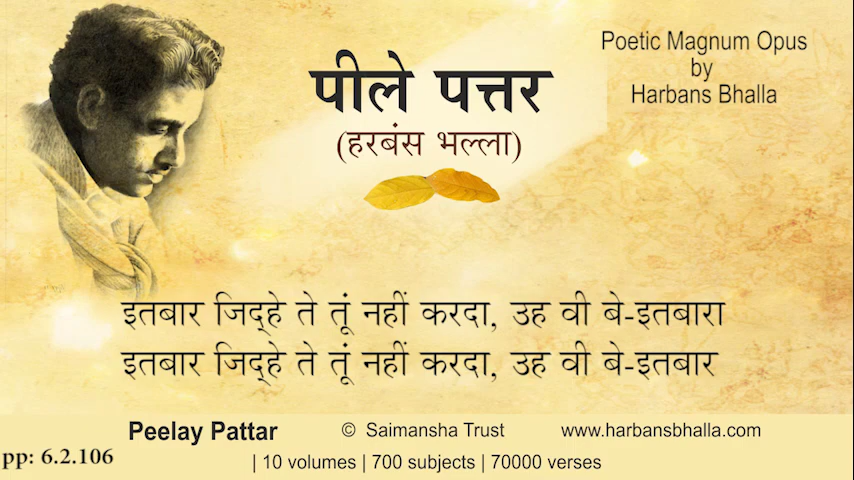 पीले पत्तर
(हरबंस भल्ला)
Poetic Magnum Opus
by
Harbans Bhalla
इतबार जिद्हे ते तूं नहीं करदा, उह वी बे-इतबारा
इतबार जिद्हे ते तूं नहीं करदा, उह वी बे-इतबार
Peelay Pattar © Saimansha Trust www.harbansbhalla.com
pp: 6.2.106 | 10 volumes | 700 subjects | 70000 verses